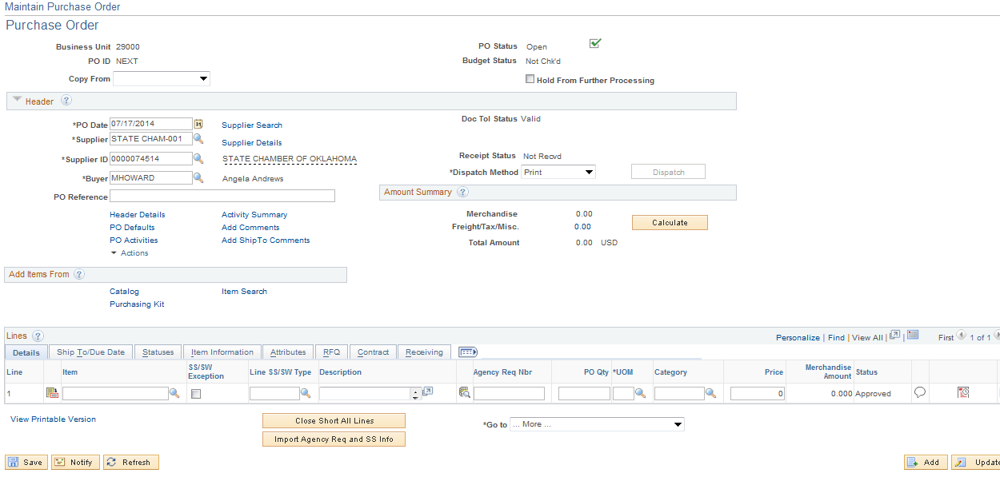 Maintain Purchase Order
Purchase Order
Business Unit 29000
PO Status Open
PO ID NEXT
Budget Status Not Chk'd
Copy From
Hold From Further Processing
Header ?
*PO Date 07/17/2014 31 Supplier Search
Doc Tol Status Valid
*Supplier STATE CHAM-001 Supplier Details
*Supplier ID 0000074514 STATE CHAMBER OF OKLAHOMA
Receipt Status Not Recvd
*Buyer MHOWARD Angela Andrews
*Dispatch Method Print Dispatch
PO Reference
Amount Summary ?
Header Details Activity Summary
Merchandise 0.00
PO Defaults Add Comments
Freight/Tax/Misc. 0.00 Calculate
PO Activities Add ShipTo Comments
Total Amount 0.00 USD
Actions
Add Items From ?
Catalog Item Search
Purchasing Kit
Lines ? Personalize | Find | View All | | First 1 of 1
Details Ship To/Due Date Statuses Item Information Attributes RFQ Contract Receiving
Line Item SS/SW Exception Line SS/SW Type Description Agency Req Nbr PO Qty *UOM Category Price Merchandise Amount Status
1 0 0.000 Approved
View Printable Version Close Short All Lines *Go to ... More ...
Import Agency Req and SS Info
Save Notify Refresh Add Update